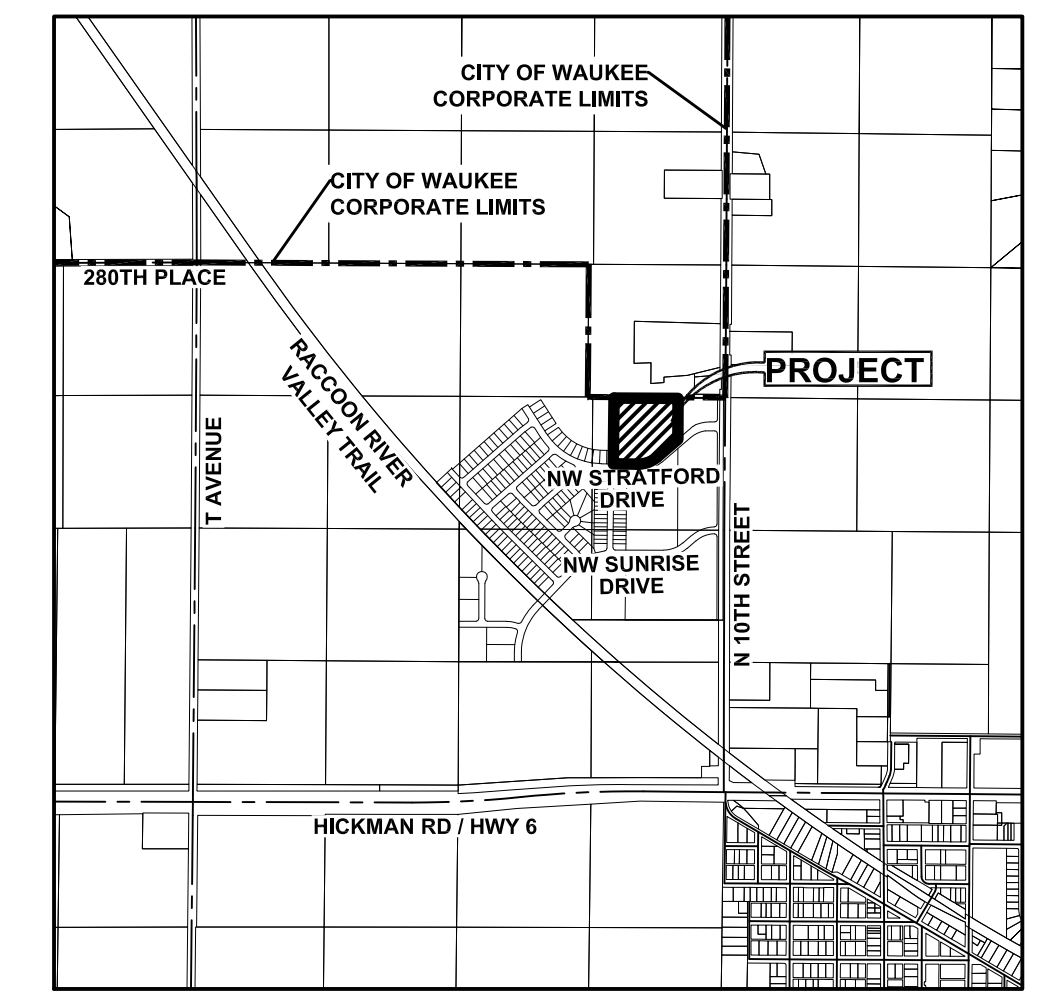 CITY OF WAUKEE
CORPORATE LIMITS
CITY OF WAUKEE
CORPORATE LIMITS
280TH PLACE
RACCOON RIVER
VALLEY TRAIL
PROJECT
T AVENUE
NW STRATFORD
DRIVE
NW SUNRISE
DRIVE
N 10TH STREET
HICKMAN RD / HWY 6